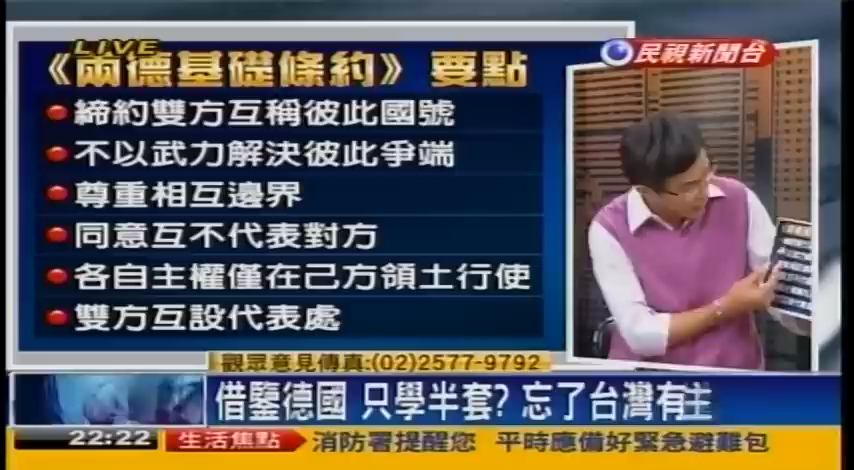 LIVE
民視新聞台
《兩德基礎條約》 要點
締約雙方互稱彼此國號
不以武力解決彼此爭端
尊重相互邊界
同意互不代表對方
各自主權僅在己方領土行使
雙方互設代表處
觀眾意見傳真:(02)2577-9792
借鑒德國 只學半套? 忘了台灣有主
22:22 生活焦點 消防署提醒您 平時應備好緊急避難包